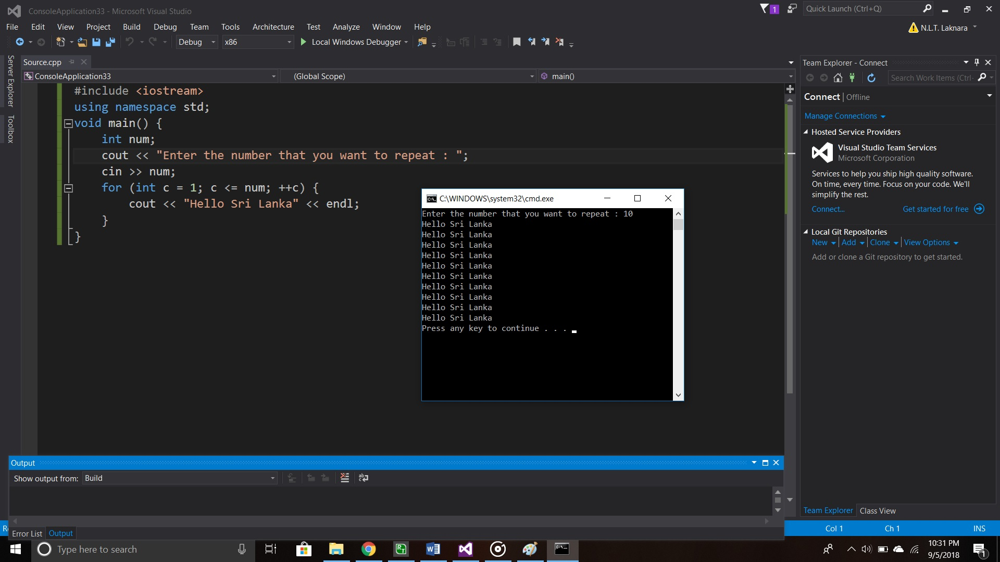 ConsoleApplication33 - Microsoft Visual Studio
1
Quick Launch (Ctrl+Q)
File Edit View Project Build Debug Team Tools Architecture Test Analyze Window Help
N.L.T. Laknara
Debug x86 Local Windows Debugger
Server Explorer
Toolbox
Source.cpp
ConsoleApplication33 (Global Scope) main()
#include <iostream>
using namespace std;
void main() {
int num;
cout << "Enter the number that you want to repeat : ";
cin >> num;
for (int c = 1; c <= num; ++c) {
cout << "Hello Sri Lanka" << endl;
}
}
C:\WINDOWS\system32\cmd.exe
Enter the number that you want to repeat : 10
Hello Sri Lanka
Hello Sri Lanka
Hello Sri Lanka
Hello Sri Lanka
Hello Sri Lanka
Hello Sri Lanka
Hello Sri Lanka
Hello Sri Lanka
Hello Sri Lanka
Hello Sri Lanka
Press any key to continue . . .
Team Explorer - Connect
Search Work Items (Ctrl-
Connect | Offline
Manage Connections
Hosted Service Providers
Visual Studio Team Services
Microsoft Corporation
Services to help you ship high quality software.
On time, every time. Focus on your code. We'll
simplify the rest.
Connect... Get started for free
Local Git Repositories
New Add Clone View Options
Add or clone a Git repository to get started.
Team Explorer Class View
Output
Show output from: Build
Error List Output
Col 1 Ch 1 INS
Type here to search
10:31 PM
9/5/2018
1